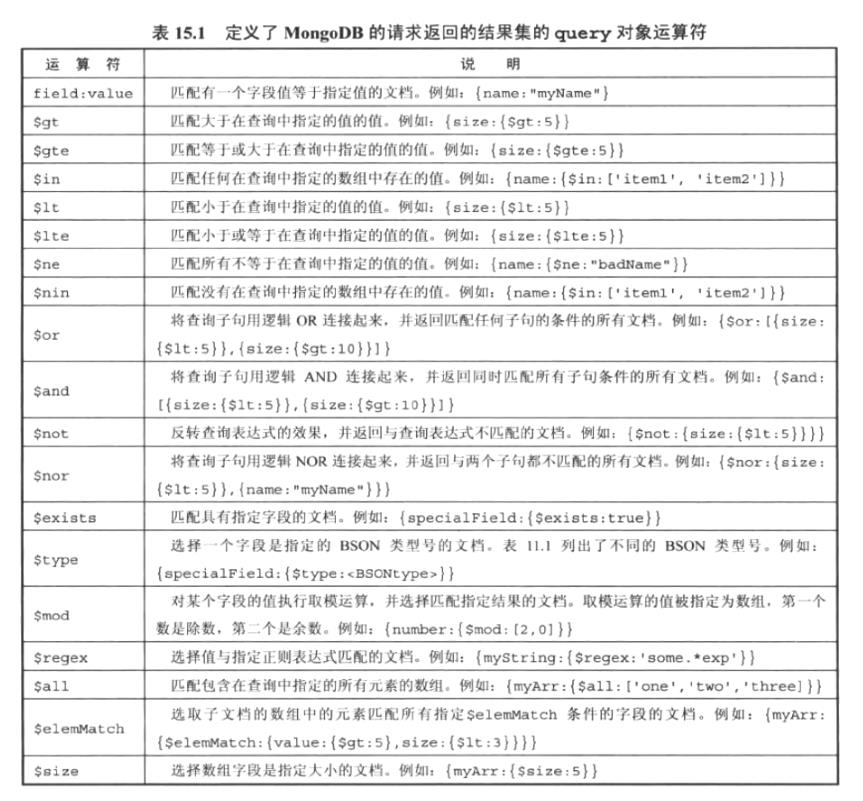 表 15.1 定义了 MongoDB 的请求返回的结果集的 query 对象运算符
运 算 符 说 明
field:value 匹配有一个字段值等于指定值的文档。例如：{name:"myName"}
$gt 匹配大于在查询中指定的值的值。例如：{size:{$gt:5}}
$gte 匹配等于或大于在查询中指定的值的值。例如：{size:{$gte:5}}
$in 匹配任何在查询中指定的数组中存在的值。例如：{name:{$in:['item1', 'item2']}}
$lt 匹配小于在查询中指定的值的值。例如：{size:{$lt:5}}
$lte 匹配小于或等于在查询中指定的值的值。例如：{size:{$lte:5}}
$ne 匹配所有不等于在查询中指定的值的值。例如：{name:{$ne:"badName"}}
$nin 匹配没有在查询中指定的数组中存在的值。例如：{name:{$in:['item1', 'item2']}}
$or 将查询子句用逻辑 OR 连接起来，并返回匹配任何子句的条件的所有文档。例如：{$or:[{size:
{$lt:5}},{size:{$gt:10}}]}
$and 将查询子句用逻辑 AND 连接起来，并返回同时匹配所有子句条件的所有文档。例如：{$and:
[{size:{$lt:5}},{size:{$gt:10}}]}
$not 反转查询表达式的效果，并返回与查询表达式不匹配的文档。例如：{$not:{size:{$lt:5}}}}
$nor 将查询子句用逻辑 NOR 连接起来，并返回与两个子句都不匹配的所有文档。例如：{$nor:{size:
{$lt:5}},{name:"myName"}}}
$exists 匹配具有指定字段的文档。例如：{specialField:{$exists:true}}
$type 选择一个字段是指定的 BSON 类型号的文档。表 11.1 列出了不同的 BSON 类型号。例如：
{specialField:{$type:<BSONtype>}}
$mod 对某个字段的值执行取模运算，并选择匹配指定结果的文档。取模运算的值被指定为数组，第一个
数是除数，第二个是余数。例如：{number:{$mod:[2,0]}}
$regex 选择值与指定正则表达式匹配的文档。例如：{myString:{$regex:'some.*exp'}}
$all 匹配包含在查询中指定的所有元素的数组。例如：{myArr:{$all:['one','two','three]}}
$elemMatch 选取子文档的数组中的元素匹配所有指定$elemMatch 条件的字段的文档。例如：{myArr:
{$elemMatch:{value:{$gt:5},size:{$lt:3}}}}
$size 选择数组字段是指定大小的文档。例如：{myArr:{$size:5}}